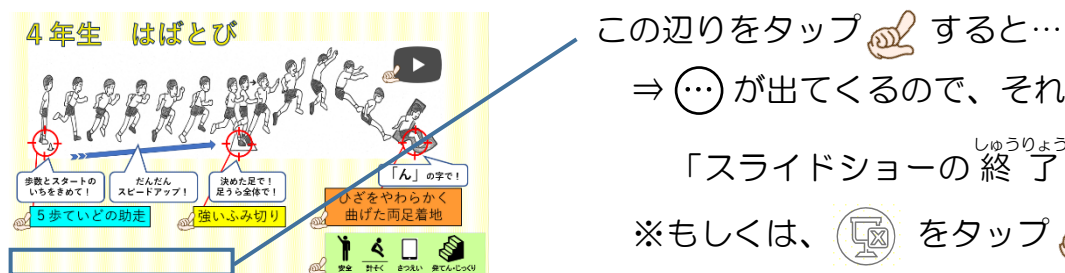 4年生 はばとび
歩数とスタートの
いちをきめて！
だんだん
スピードアップ！
決めた足で！
足うら全体で！
「ん」の字で！
5歩ていどの助走
強いふみ切り
ひざをやわらかく
曲げた両足着地
安全 計そく さつえい 発てん・じっくり
この辺りをタップ すると…
⇒ … が出てくるので、それ
しゅうりょう
「スライドショーの終了
※もしくは、 をタップ